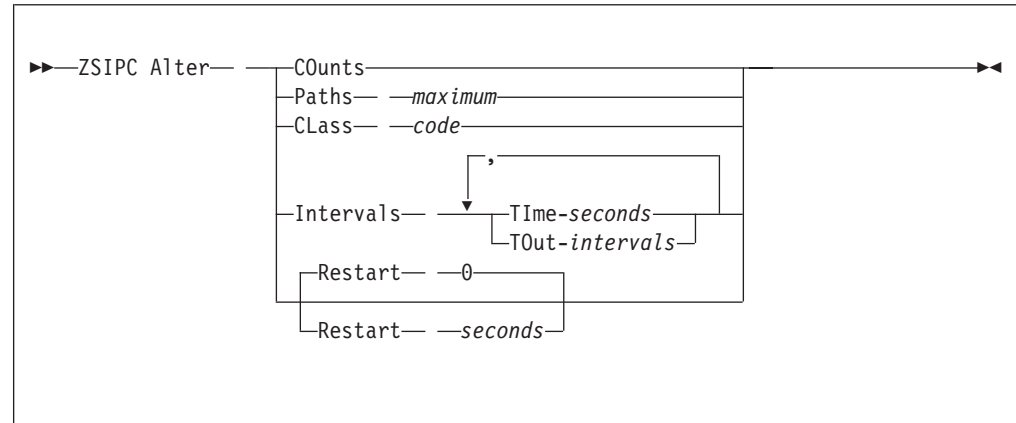 ZSIPC Alter COunts
Paths maximum
CLass code
,
Intervals TIme-seconds
TOut-intervals
Restart 0
Restart seconds